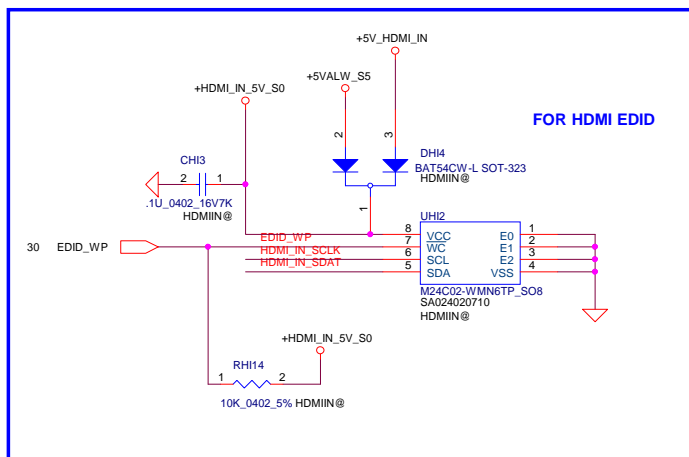 +5V_HDMI_IN
+5VALW_S5
+HDMI_IN_5V_S0
FOR HDMI EDID
2
3
DHI4
BAT54CW-L SOT-323
HDMIIN@
CHI3
2
1
.1U_0402_16V7K
HDMIIN@
1
UHI2
8
VCC
E0
1
30
EDID_WP
EDID_WP
7
WC
E1
2
HDMI_IN_SCLK
6
SCL
E2
3
HDMI_IN_SDAT
5
SDA
VSS
4
M24C02-WMN6TP_SO8
SA024020710
HDMIIN@
+HDMI_IN_5V_S0
RHI14
1
2
10K_0402_5%
HDMIIN@